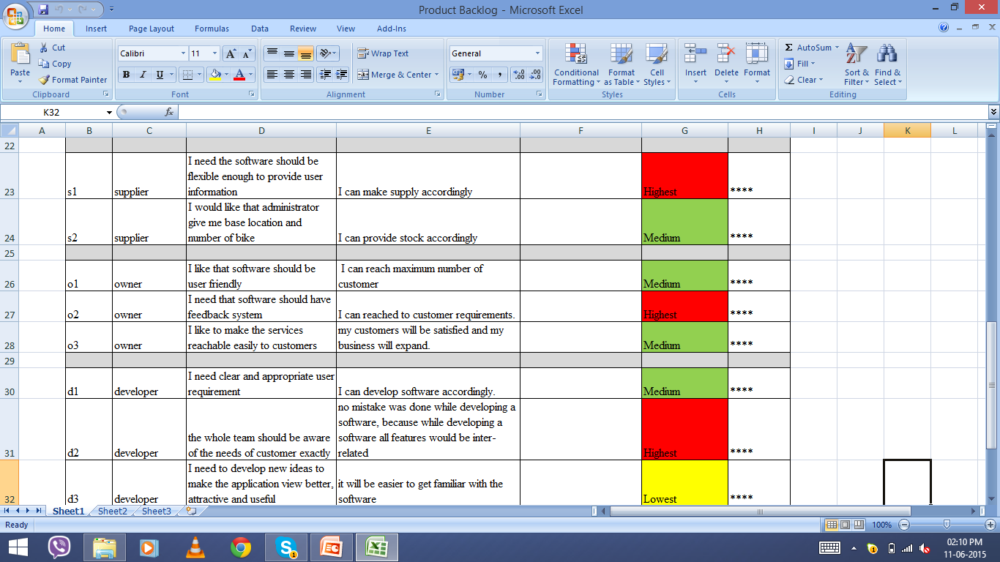 Product Backlog - Microsoft Excel
Home Insert Page Layout Formulas Data Review View Add-Ins
Paste
Cut
Copy
Format Painter
Clipboard
Calibri 11 A A
B I U A
Font
Wrap Text
Merge & Center
Alignment
General
% ,
Number
Conditional
Formatting
Format
as Table
Cell
Styles
Styles
Insert Delete Format
Cells
Σ AutoSum
Fill
Clear
Sort &
Filter
Find &
Select
Editing
K32 fx
A B C D E F G H I J K L
22
I need the software should be
flexible enough to provide user
23 s1 supplier information I can make supply accordingly Highest ****
I would like that administrator
give me base location and
24 s2 supplier number of bike I can provide stock accordingly Medium ****
25
I like that software should be I can reach maximum number of
26 o1 owner user friendly customer Medium ****
I need that software should have
27 o2 owner feedback system I can reached to customer requirements. Highest ****
I like to make the services my customers will be satisfied and my
28 o3 owner reachable easily to customers business will expand. Medium ****
29
I need clear and appropriate user
30 d1 developer requirement I can develop software accordingly. Medium ****
no mistake was done while developing a
software, because while developing a
the whole team should be aware software all features would be inter-
31 d2 developer of the needs of customer exactly related Highest ****
I need to develop new ideas to
make the application view better, it will be easier to get familiar with the
32 d3 developer attractive and useful software Lowest ****
Sheet1 Sheet2 Sheet3
Ready 100%
S 1 1 02:10 PM
11-06-2015